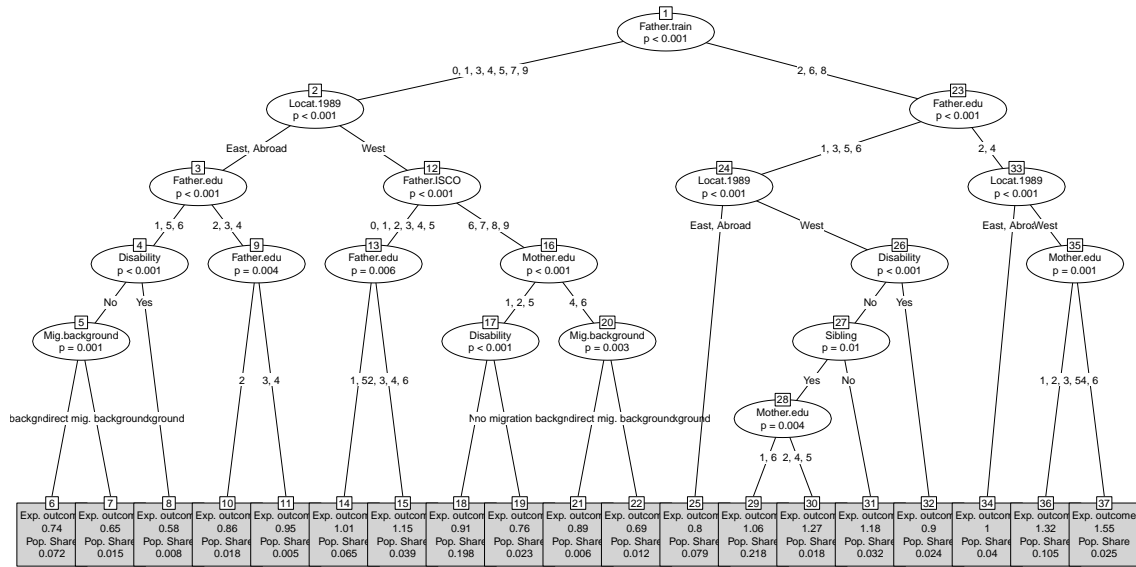 1
Father.train
p < 0.001
0, 1, 3, 4, 5, 7, 9
2, 6, 8
2
Locat.1989
p < 0.001
23
Father.edu
p < 0.001
East, Abroad
West
1, 3, 5, 6
2, 4
3
Father.edu
p < 0.001
12
Father.ISCO
p < 0.001
24
Locat.1989
p < 0.001
33
Locat.1989
p < 0.001
1, 5, 6
2, 3, 4
0, 1, 2, 3, 4, 5
6, 7, 8, 9
East, Abroad
West
East, Abroad
West
4
Disability
p < 0.001
9
Father.edu
p = 0.004
13
Father.edu
p = 0.006
16
Mother.edu
p < 0.001
26
Disability
p < 0.001
35
Mother.edu
p = 0.001
No
Yes
1, 2, 5
4, 6
No
Yes
5
Mig.background
p = 0.001
17
Disability
p < 0.001
20
Mig.background
p = 0.003
27
Sibling
p = 0.01
2
3, 4
1, 5
2, 3, 4, 6
Yes
No
1, 2, 3, 5
4, 6
28
Mother.edu
p = 0.004
direct mig. background
no migration backg
direct mig. background
1, 6
2, 4, 5
6
Exp. outcom
0.74
Pop. Share
0.072
7
Exp. outcom
0.65
Pop. Share
0.015
8
Exp. outcom
0.58
Pop. Share
0.008
10
Exp. outcom
0.86
Pop. Share
0.018
11
Exp. outcom
0.95
Pop. Share
0.005
14
Exp. outcom
1.01
Pop. Share
0.065
15
Exp. outcom
1.15
Pop. Share
0.039
18
Exp. outcom
0.91
Pop. Share
0.198
19
Exp. outcom
0.76
Pop. Share
0.023
21
Exp. outcom
0.89
Pop. Share
0.006
22
Exp. outcom
0.69
Pop. Share
0.012
25
Exp. outcom
0.8
Pop. Share
0.079
29
Exp. outcom
1.06
Pop. Share
0.218
30
Exp. outcom
1.27
Pop. Share
0.018
31
Exp. outcom
1.18
Pop. Share
0.032
32
Exp. outcom
0.9
Pop. Share
0.024
34
Exp. outcom
1
Pop. Share
0.04
36
Exp. outcom
1.32
Pop. Share
0.105
37
Exp. outcome
1.55
Pop. Share
0.025